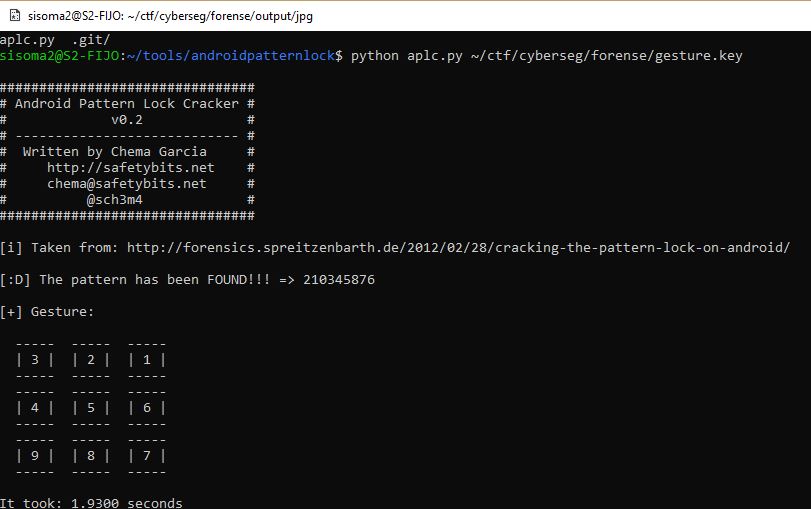 sisoma2@S2-FIJO: ~/ctf/cyberseg/forense/output/jpg
aplc.py  .git/
sisoma2@S2-FIJO:~/tools/androidpatternlock$ python aplc.py ~/ctf/cyberseg/forense/gesture.key
################################
# Android Pattern Lock Cracker #
#             v0.2             #
# ---------------------------- #
#  Written by Chema Garcia     #
#     http://safetybits.net    #
#     chema@safetybits.net     #
#          @sch3m4             #
################################
[i] Taken from: http://forensics.spreitzenbarth.de/2012/02/28/cracking-the-pattern-lock-on-android/
[:D] The pattern has been FOUND!!! => 210345876
[+] Gesture:
  -----  -----  -----
  | 3 |  | 2 |  | 1 |
  -----  -----  -----
  -----  -----  -----
  | 4 |  | 5 |  | 6 |
  -----  -----  -----
  -----  -----  -----
  | 9 |  | 8 |  | 7 |
  -----  -----  -----
It took: 1.9300 seconds